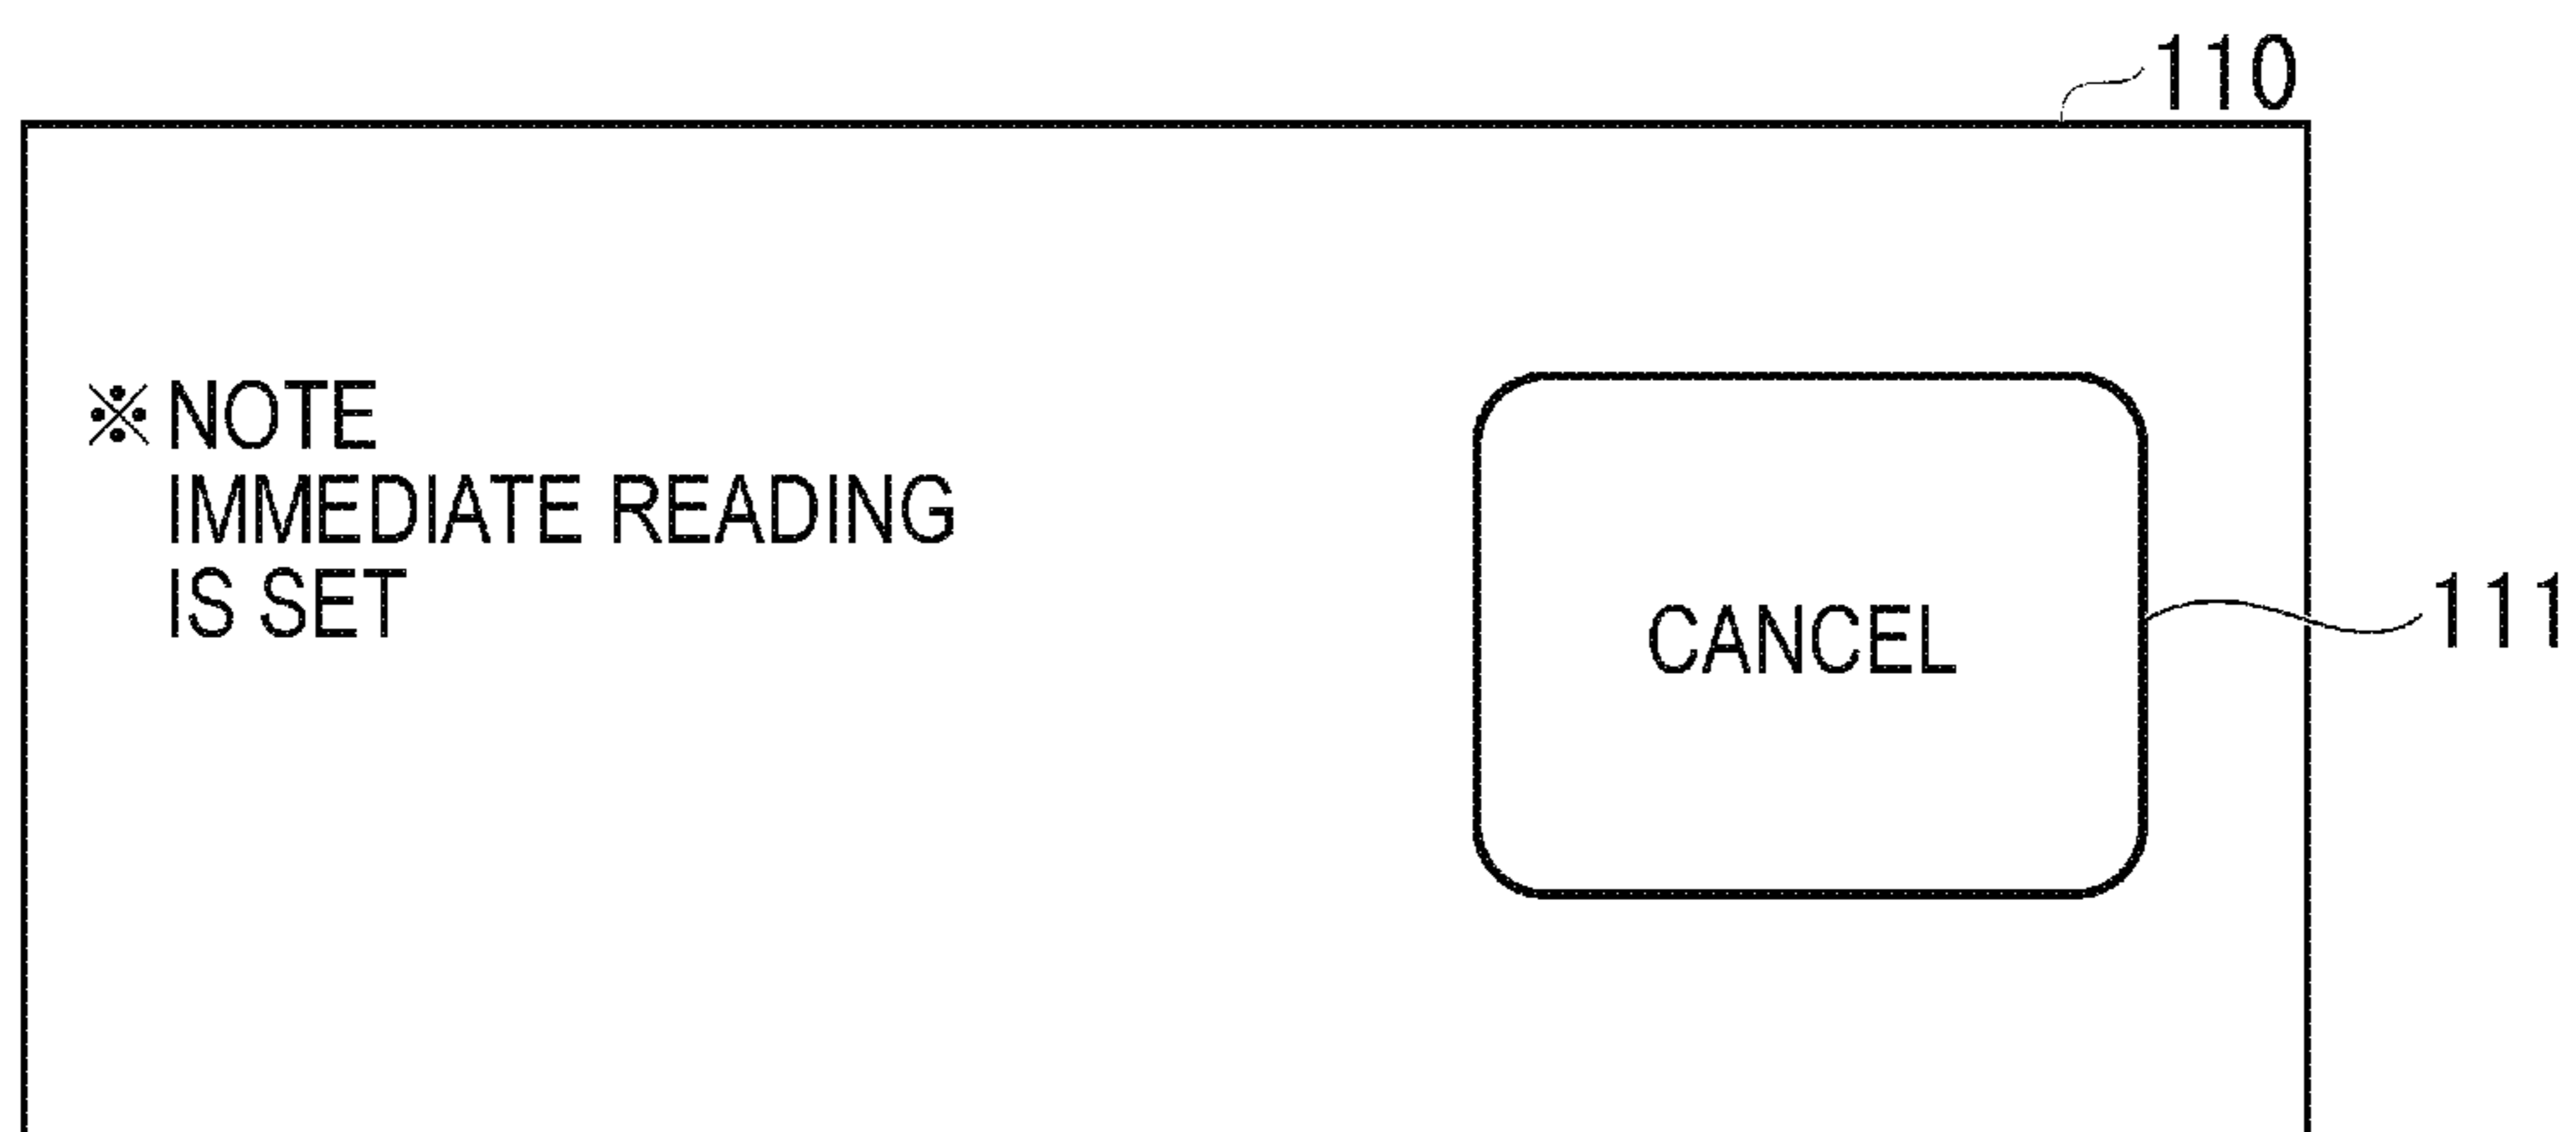 110
※ NOTE
IMMEDIATE READING
IS SET
CANCEL
111